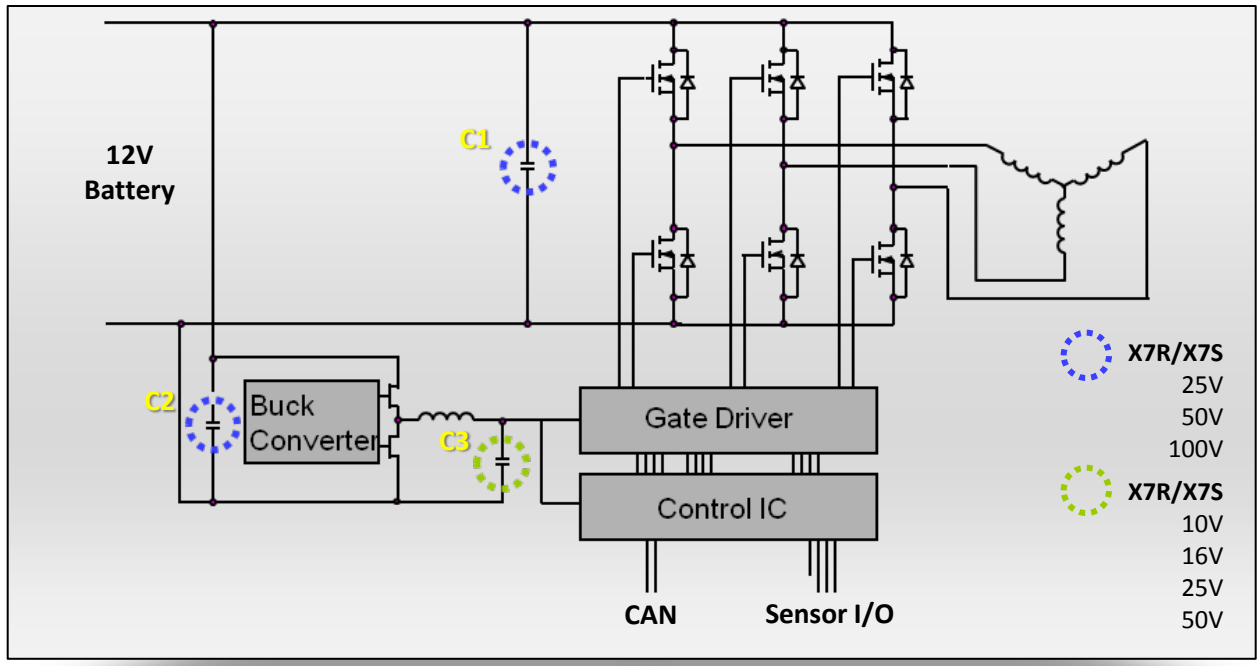 C1
12V
Battery
C2
Buck
Converter
C3
Gate Driver
Control IC
CAN
Sensor I/O
X7R/X7S
25V
50V
100V
X7R/X7S
10V
16V
25V
50V